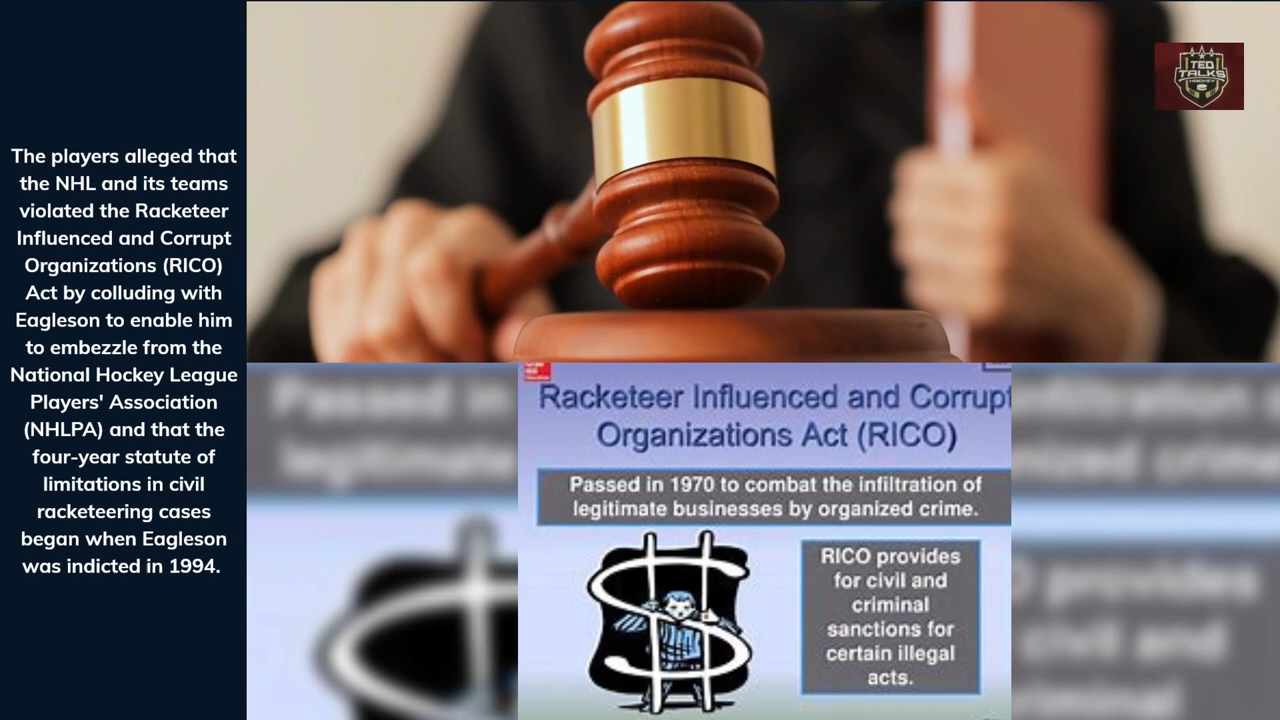 The players alleged that
the NHL and its teams
violated the Racketeer
Influenced and Corrupt
Organizations (RICO)
Act by colluding with
Eagleson to enable him
to embezzle from the
National Hockey League
Players' Association
(NHLPA) and that the
four-year statute of
limitations in civil
racketeering cases
began when Eagleson
was indicted in 1994.
TED
TALKS
HOCKEY
Racketeer Influenced and Corrupt
Organizations Act (RICO)
Passed in 1970 to combat the infiltration of
legitimate businesses by organized crime.
RICO provides
for civil and
criminal
sanctions for
certain illegal
acts.